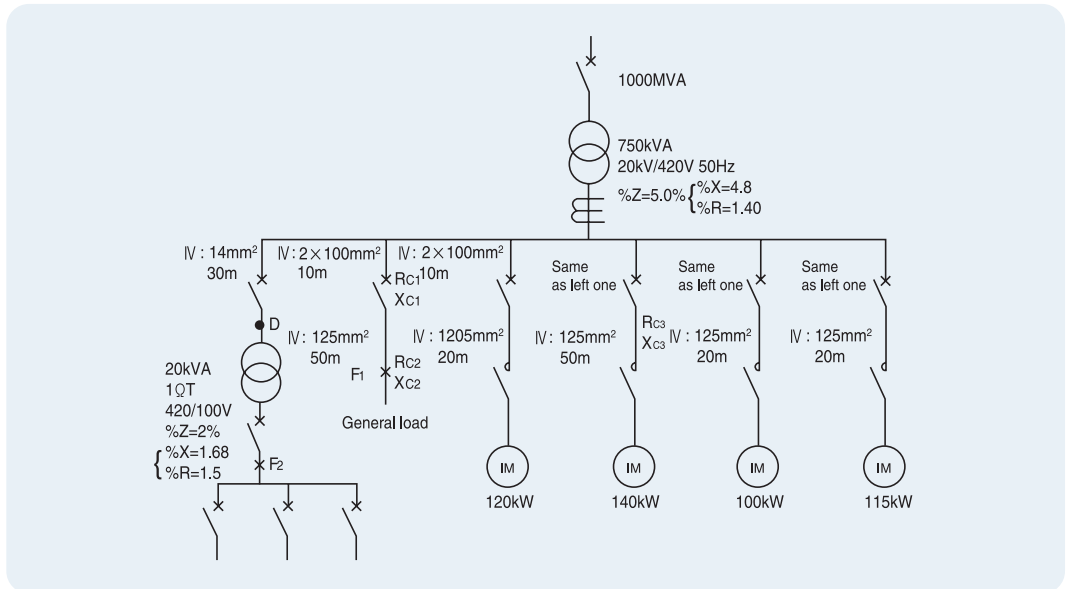 1000MVA
750kVA
20kV/420V 50Hz
%Z=5.0% { %X=4.8
%R=1.40
IV : 14mm²
30m
IV : 2×100mm²
10m
RC1
XC1
IV : 2×100mm²
10m
Same
as left one
Same
as left one
Same
as left one
D
IV : 125mm²
50m
IV : 1205mm²
20m
IV : 125mm²
50m
RC3
XC3
IV : 125mm²
20m
IV : 125mm²
20m
20kVA
1ΩT
420/100V
%Z=2%
{ %X=1.68
%R=1.5
F1
RC2
XC2
General load
F2
IM
120kW
IM
140kW
IM
100kW
IM
115kW